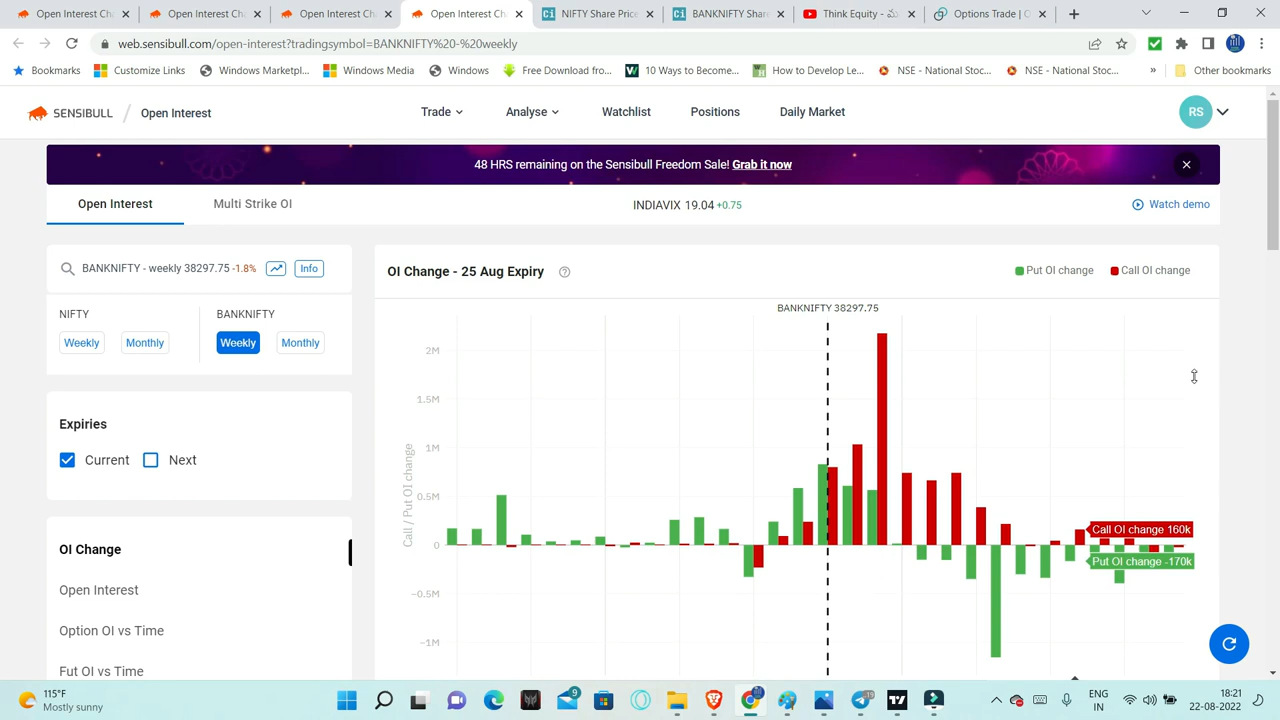 Open Interest Ch
Open Interest Ch
Open Interest Ch
Open Interest Ch
NIFTY Share Price
BANKNIFTY Share
Think Equity -
Options Trade | C
web.sensibull.com/open-interest?tradingsymbol=BANKNIFTY%20-%20weekly
Bookmarks
Customize Links
Windows Marketpl...
Windows Media
Windows
Free Download fro...
10 Ways to Become...
How to Develop Le...
NSE - National Stoc...
NSE - National Stoc...
»
Other bookmarks
SENSIBULL / Open Interest
Trade
Analyse
Watchlist
Positions
Daily Market
RS
48 HRS remaining on the Sensibull Freedom Sale! Grab it now
Open Interest
Multi Strike OI
INDIAVIX 19.04 +0.75
Watch demo
BANKNIFTY - weekly 38297.75 -1.8%
Info
NIFTY
BANKNIFTY
Weekly
Monthly
Weekly
Monthly
Expiries
Current
Next
OI Change
Open Interest
Option OI vs Time
Fut OI vs Time
OI Change - 25 Aug Expiry
Put OI change
Call OI change
BANKNIFTY 38297.75
Call / Put OI change
2M
1.5M
1M
0.5M
0
−0.5M
−1M
Call OI change 160k
Put OI change -170k
115°F
Mostly sunny
9
13
ENG
IN
18:21
22-08-2022